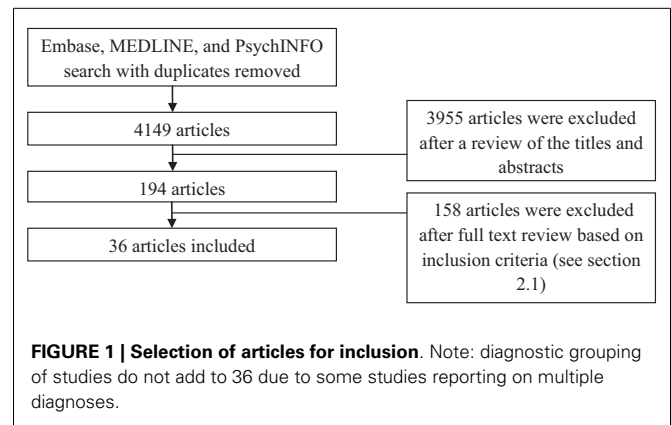 Embase, MEDLINE, and PsychINFO
search with duplicates removed
4149 articles
3955 articles were excluded
after a review of the titles and
abstracts
194 articles
158 articles were excluded
after full text review based on
inclusion criteria (see section
2.1)
36 articles included
FIGURE 1 | Selection of articles for inclusion. Note: diagnostic grouping
of studies do not add to 36 due to some studies reporting on multiple
diagnoses.